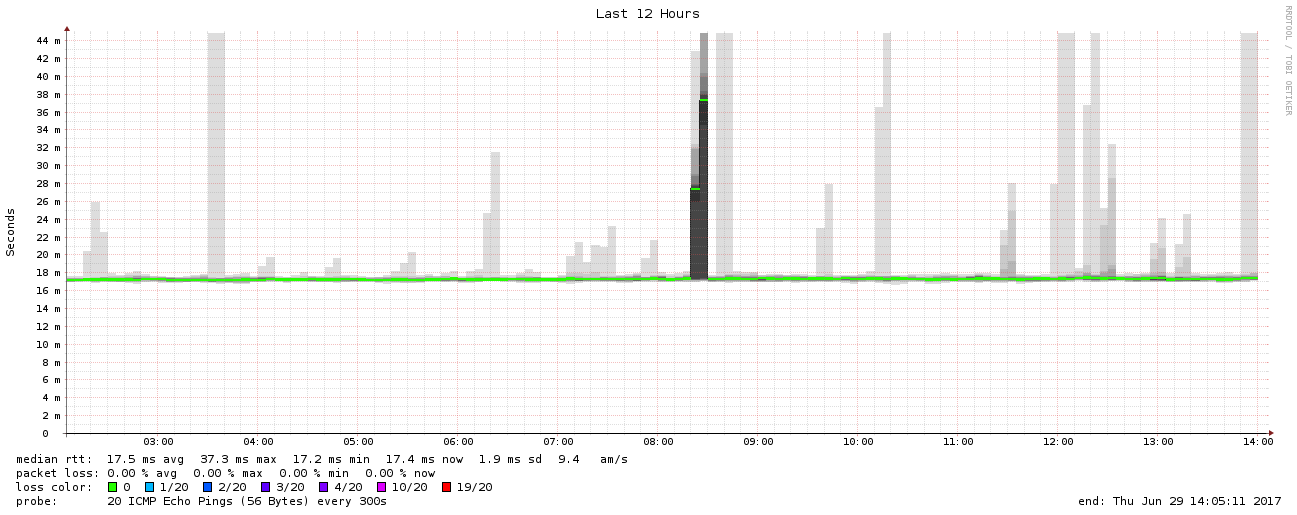 Last 12 Hours
RRDTOOL / TOBI OETIKER
Seconds
44 m
42 m
40 m
38 m
36 m
34 m
32 m
30 m
28 m
26 m
24 m
22 m
20 m
18 m
16 m
14 m
12 m
10 m
8 m
6 m
4 m
2 m
0
03:00 04:00 05:00 06:00 07:00 08:00 09:00 10:00 11:00 12:00 13:00 14:00
median rtt: 17.5 ms avg 37.3 ms max 17.2 ms min 17.4 ms now 1.9 ms sd 9.4 am/s
packet loss: 0.00 % avg 0.00 % max 0.00 % min 0.00 % now
loss color: 0 1/20 2/20 3/20 4/20 10/20 19/20
probe: 20 ICMP Echo Pings (56 Bytes) every 300s end: Thu Jun 29 14:05:11 2017